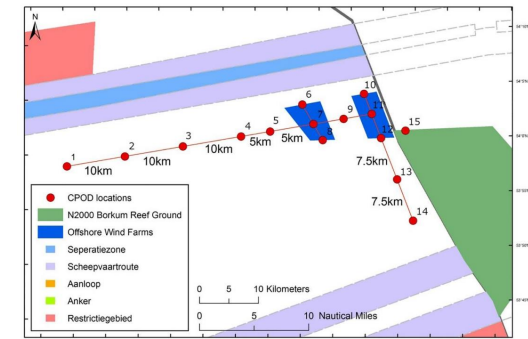 N
1
10km
2
10km
3
10km
4
5km
5
5km
6
7
8
9
10
11
12
15
7.5km
13
7.5km
14
CPOD locations
N2000 Borkum Reef Ground
Offshore Wind Farms
Seperatiezone
Scheepvaartroute
Aanloop
Anker
Restrictiegebied
0 5 10 Kilometers
0 5 10 Nautical Miles